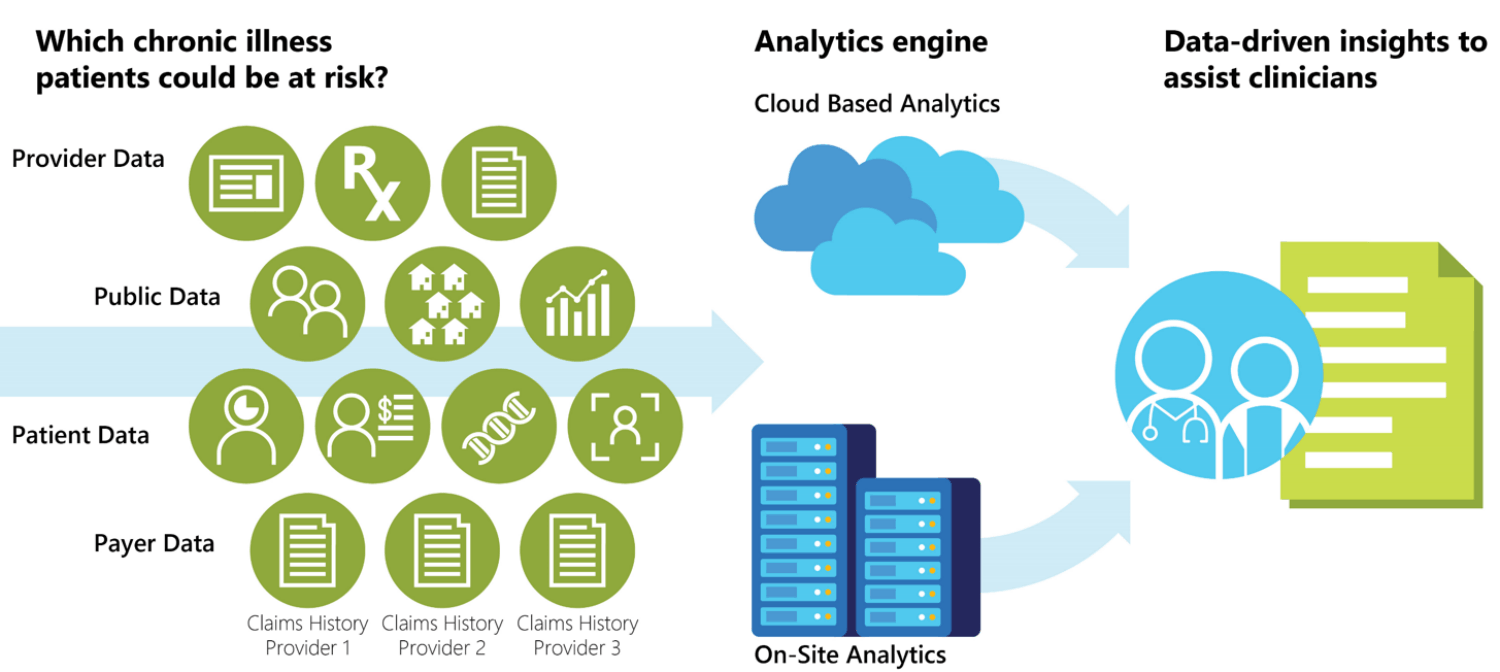 Which chronic illness
patients could be at risk?
Analytics engine
Data-driven insights to
assist clinicians
Cloud Based Analytics
Provider Data
Rx
Public Data
Patient Data
$
Payer Data
Claims History
Provider 1
Claims History
Provider 2
Claims History
Provider 3
On-Site Analytics